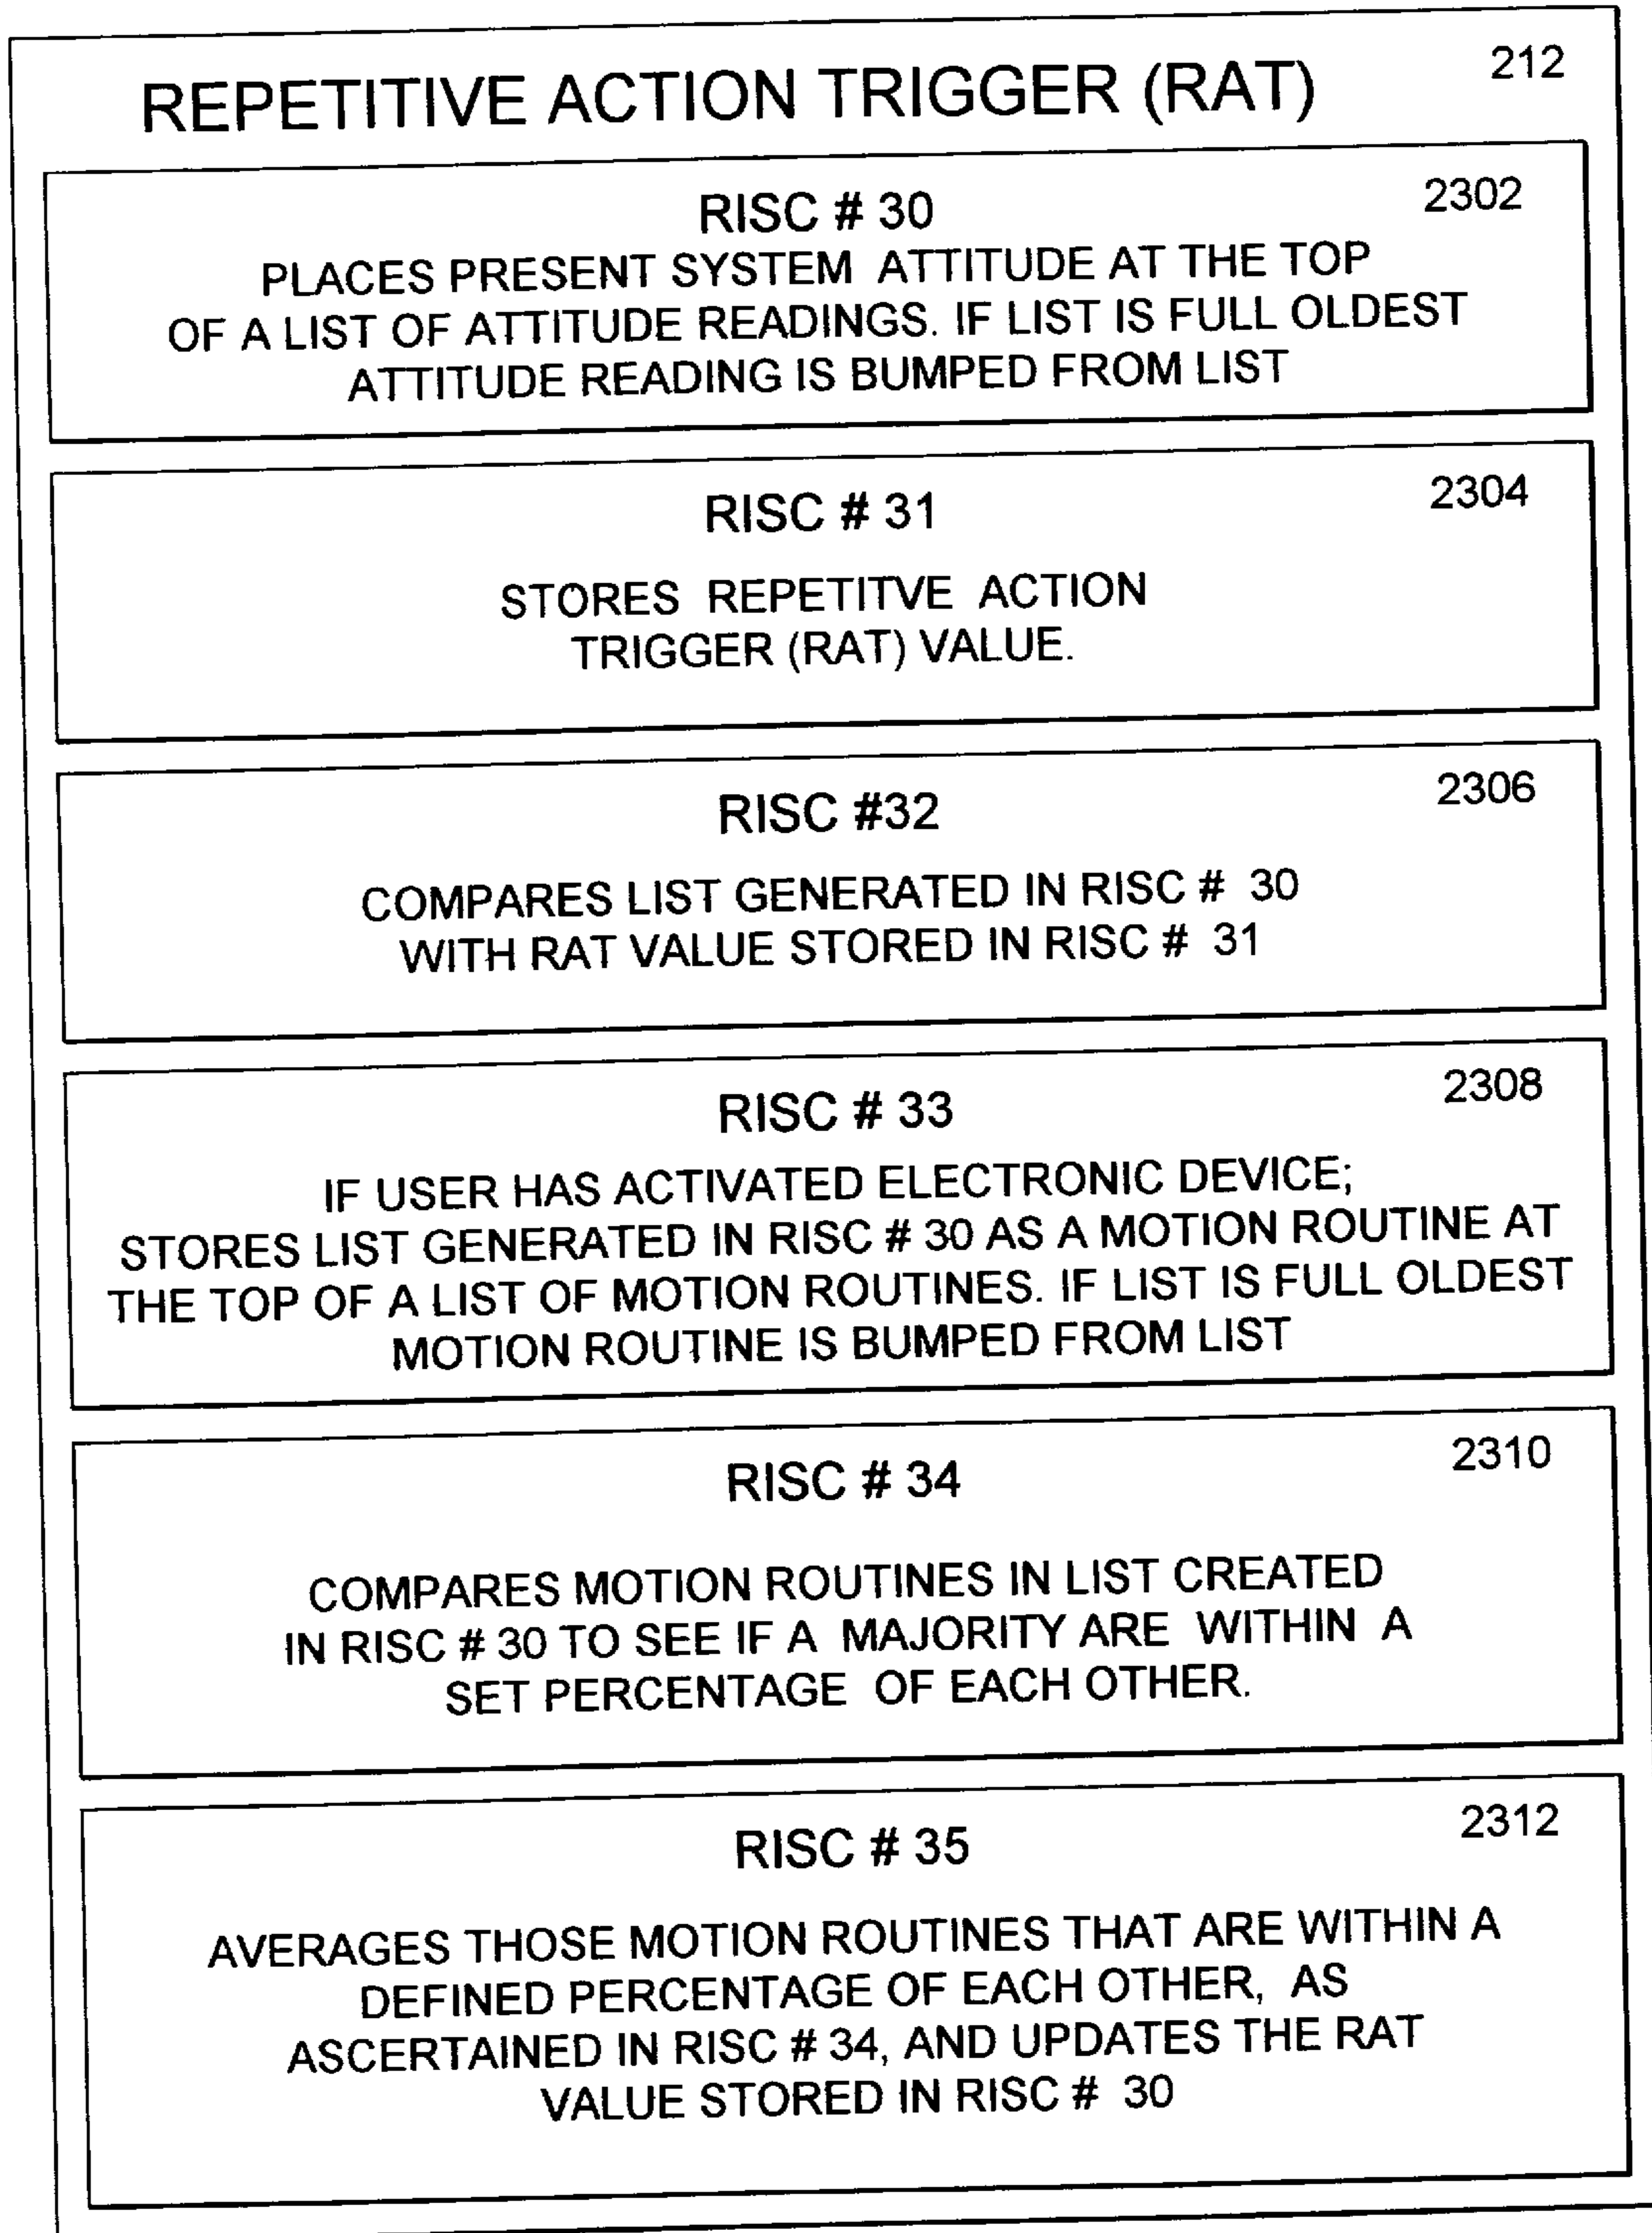 REPETITIVE ACTION TRIGGER (RAT) 212
RISC # 30 2302
PLACES PRESENT SYSTEM ATTITUDE AT THE TOP
OF A LIST OF ATTITUDE READINGS. IF LIST IS FULL OLDEST
ATTITUDE READING IS BUMPED FROM LIST
RISC # 31 2304
STORES REPETITVE ACTION
TRIGGER (RAT) VALUE.
RISC #32 2306
COMPARES LIST GENERATED IN RISC # 30
WITH RAT VALUE STORED IN RISC # 31
RISC # 33 2308
IF USER HAS ACTIVATED ELECTRONIC DEVICE;
STORES LIST GENERATED IN RISC # 30 AS A MOTION ROUTINE AT
THE TOP OF A LIST OF MOTION ROUTINES. IF LIST IS FULL OLDEST
MOTION ROUTINE IS BUMPED FROM LIST
RISC # 34 2310
COMPARES MOTION ROUTINES IN LIST CREATED
IN RISC # 30 TO SEE IF A MAJORITY ARE WITHIN A
SET PERCENTAGE OF EACH OTHER.
RISC # 35 2312
AVERAGES THOSE MOTION ROUTINES THAT ARE WITHIN A
DEFINED PERCENTAGE OF EACH OTHER, AS
ASCERTAINED IN RISC # 34, AND UPDATES THE RAT
VALUE STORED IN RISC # 30